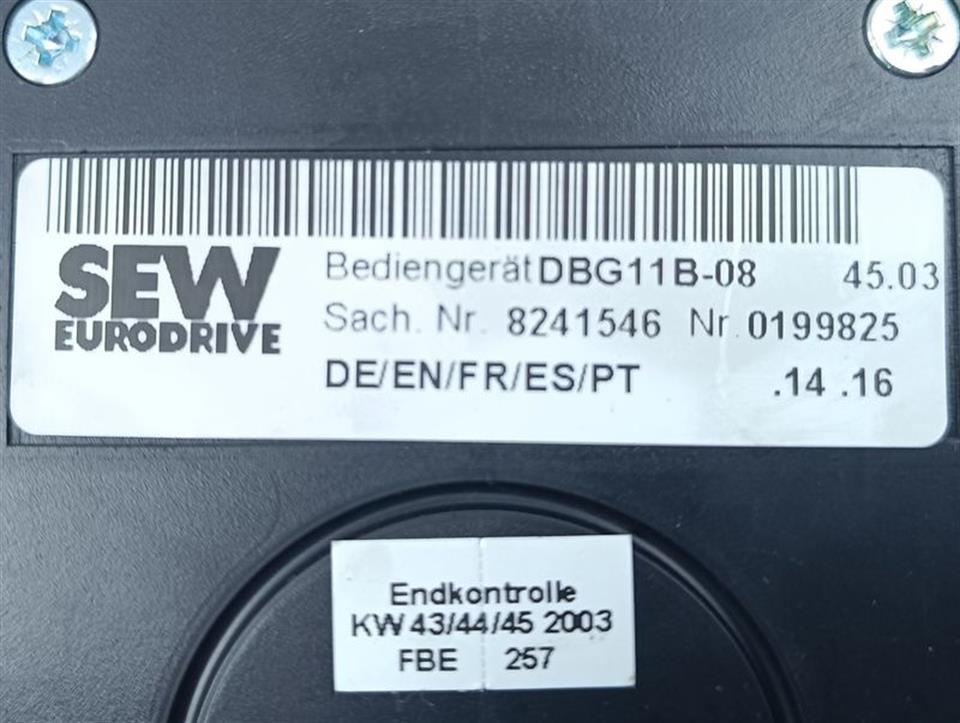 SEW
EURODRIVE
Bediengerät DBG11B-08 45.03
Sach. Nr. 8241546 Nr. 0199825
DE/EN/FR/ES/PT .14 .16
Endkontrolle
KW 43/44/45 2003
FBE 257